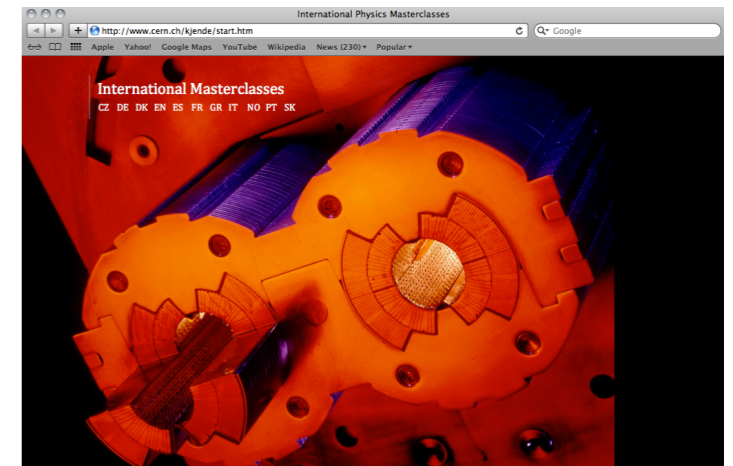 International Physics Masterclasses
http://www.cern.ch/kjende/start.htm
Google
Apple Yahoo! Google Maps YouTube Wikipedia News (230) Popular
International Masterclasses
CZ DE DK EN ES FR GR IT NO PT SK